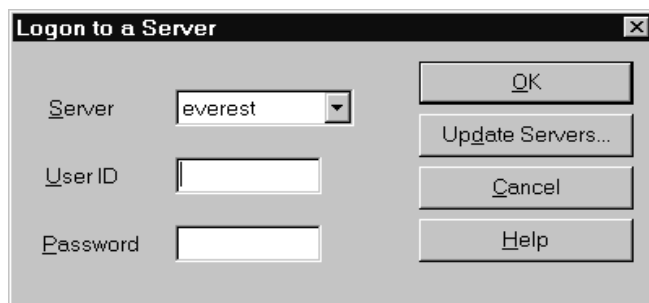 Logon to a Server
Server
everest
User ID
Password
OK
Update Servers...
Cancel
Help